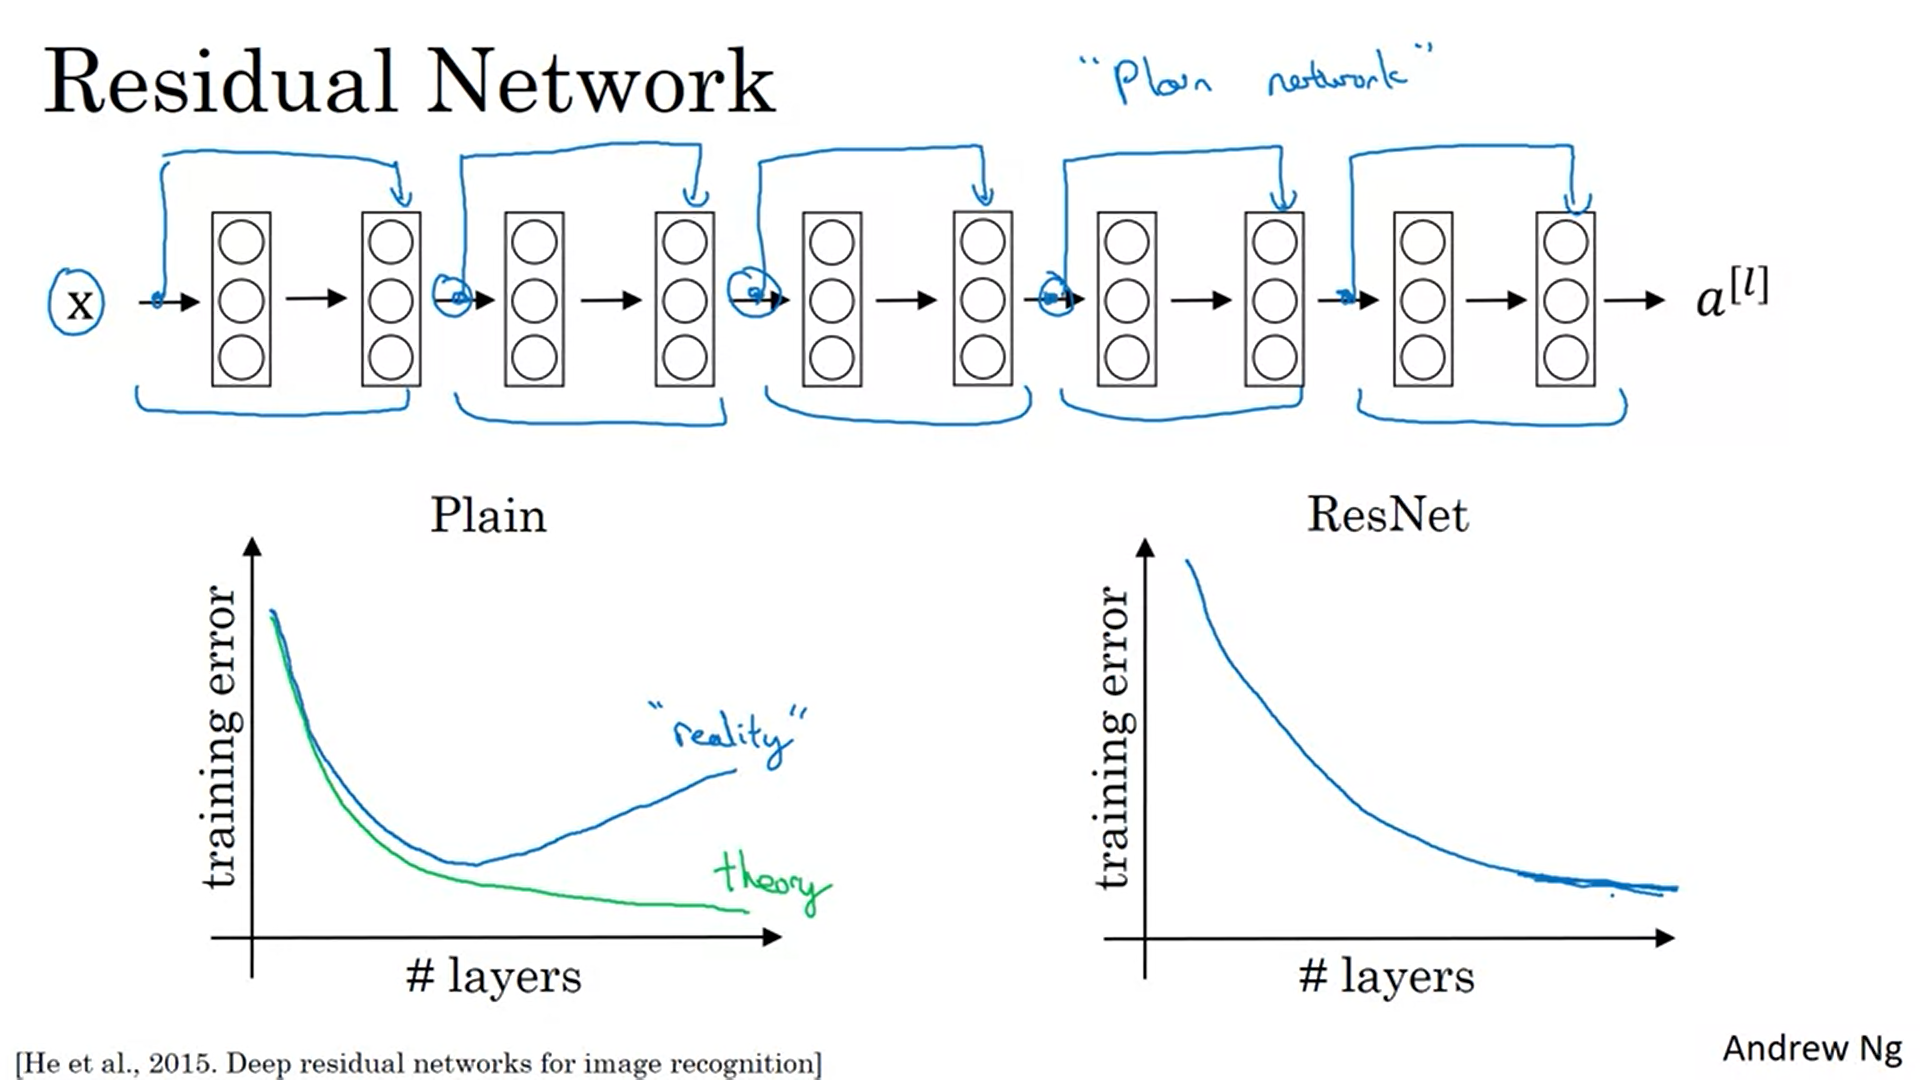 Residual Network
"Plain network"
x
a[l]
Plain
ResNet
training error
"reality"
theory
# layers
training error
# layers
[He et al., 2015. Deep residual networks for image recognition]
Andrew Ng